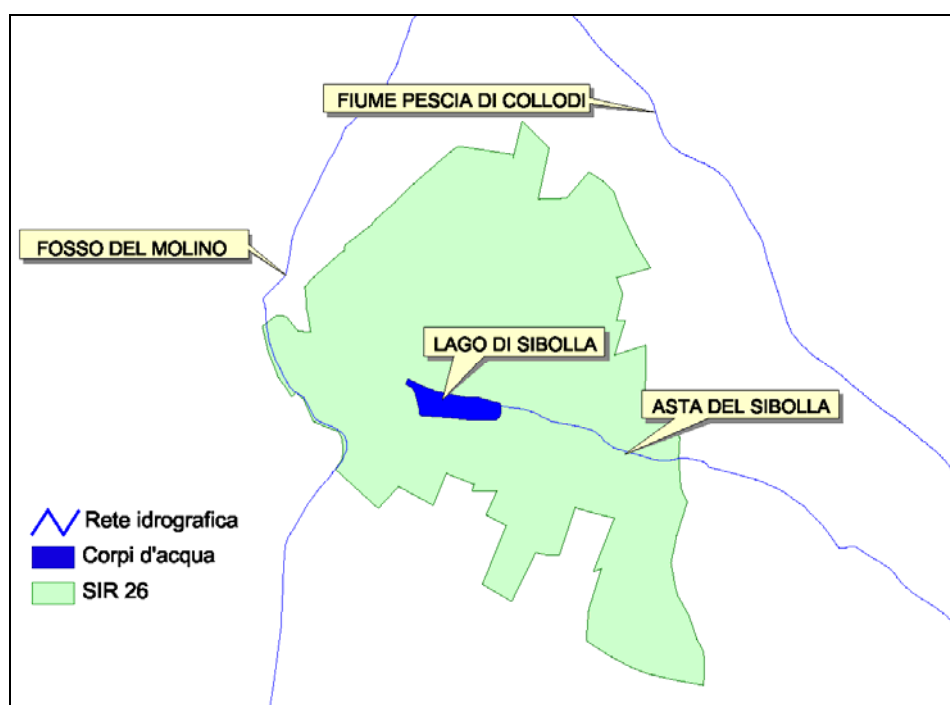 FIUME PESCIA DI COLLODI
FOSSO DEL MOLINO
LAGO DI SIBOLLA
ASTA DEL SIBOLLA
Rete idrografica
Corpi d'acqua
SIR 26